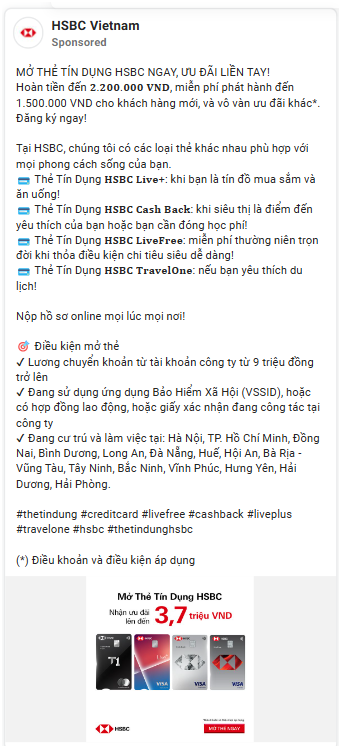 HSBC Vietnam
Sponsored
MỞ THẺ TÍN DỤNG HSBC NGAY, ƯU ĐÃI LIỀN TAY!
Hoàn tiền đến 2.200.000 VND, miễn phí phát hành đến
1.500.000 VND cho khách hàng mới, và vô vàn ưu đãi khác*.
Đăng ký ngay!
Tại HSBC, chúng tôi có các loại thẻ khác nhau phù hợp với
mọi phong cách sống của bạn.
💳 Thẻ Tín Dụng HSBC Live+: khi bạn là tín đồ mua sắm và
ăn uống!
💳 Thẻ Tín Dụng HSBC Cash Back: khi siêu thị là điểm đến
yêu thích của bạn hoặc bạn cần đóng học phí!
💳 Thẻ Tín Dụng HSBC LiveFree: miễn phí thường niên trọn
đời khi thỏa điều kiện chi tiêu siêu dễ dàng!
💳 Thẻ Tín Dụng HSBC TravelOne: nếu bạn yêu thích du
lịch!
Nộp hồ sơ online mọi lúc mọi nơi!
🎯 Điều kiện mở thẻ
✓ Lương chuyển khoản từ tài khoản công ty từ 9 triệu đồng
trở lên
✓ Đang sử dụng ứng dụng Bảo Hiểm Xã Hội (VSSID), hoặc
có hợp đồng lao động, hoặc giấy xác nhận đang công tác tại
công ty
✓ Đang cư trú và làm việc tại: Hà Nội, TP. Hồ Chí Minh, Đồng
Nai, Bình Dương, Long An, Đà Nẵng, Huế, Hội An, Bà Rịa -
Vũng Tàu, Tây Ninh, Bắc Ninh, Vĩnh Phúc, Hưng Yên, Hải
Dương, Hải Phòng.
#thetindung #creditcard #livefree #cashback #liveplus
#travelone #hsbc #thetindunghsbc
(*) Điều khoản và điều kiện áp dụng
Mở Thẻ Tín Dụng HSBC
Nhận ưu đãi
lên đến 3,7 triệu VND
T1
VISA
VISA
VISA
HSBC
MỞ THẺ NGAY